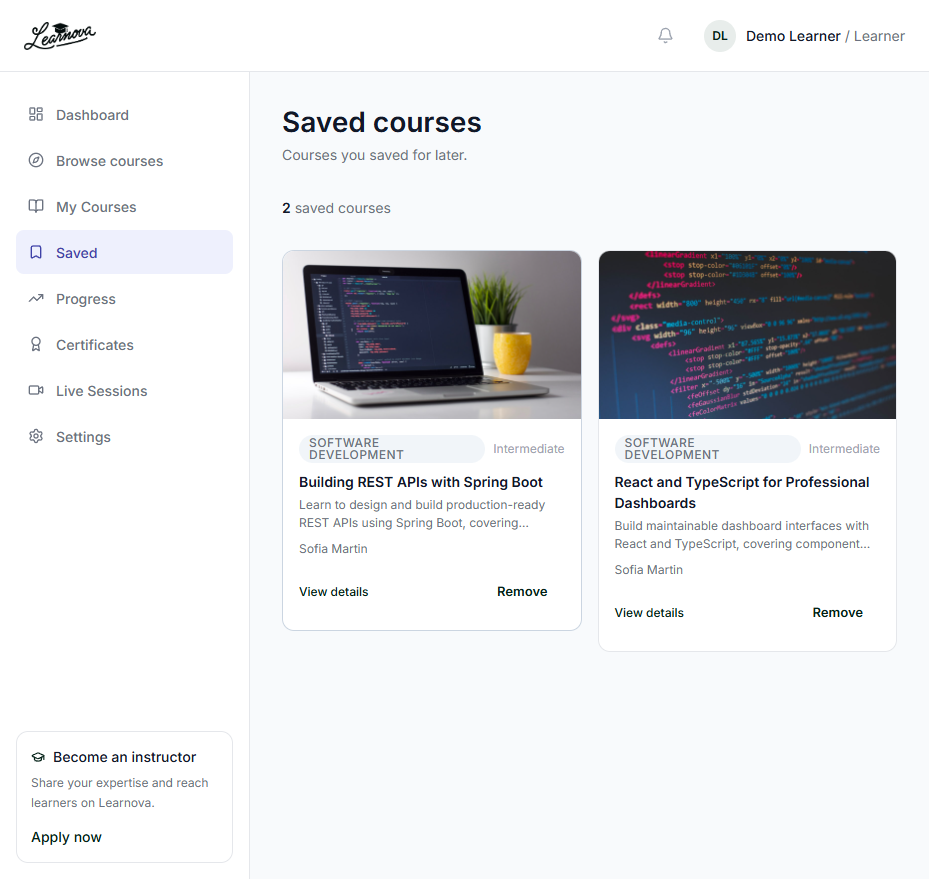 Learnova
DL Demo Learner / Learner
Dashboard
Browse courses
My Courses
Saved
Progress
Certificates
Live Sessions
Settings
Become an instructor
Share your expertise and reach
learners on Learnova.
Apply now
Saved courses
Courses you saved for later.
2 saved courses
SOFTWARE
DEVELOPMENT
Intermediate
Building REST APIs with Spring Boot
Learn to design and build production-ready
REST APIs using Spring Boot, covering...
Sofia Martin
View details
Remove
SOFTWARE
DEVELOPMENT
Intermediate
React and TypeScript for Professional
Dashboards
Build maintainable dashboard interfaces with
React and TypeScript, covering component...
Sofia Martin
View details
Remove